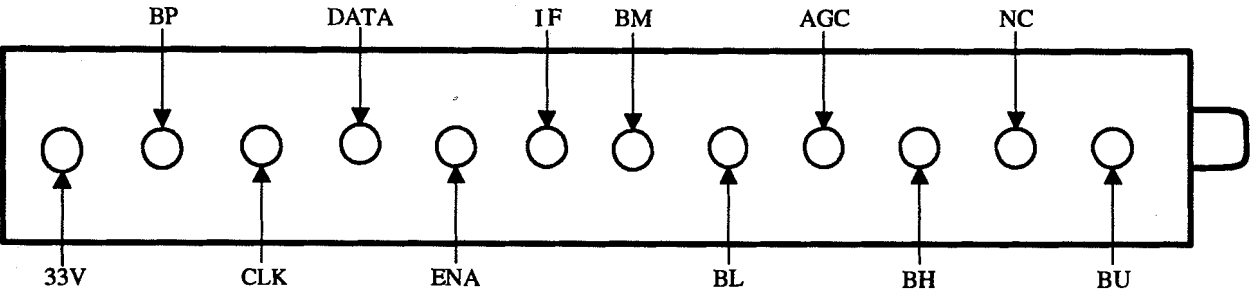 BP DATA IF BM AGC NC
33V CLK ENA BL BH BU